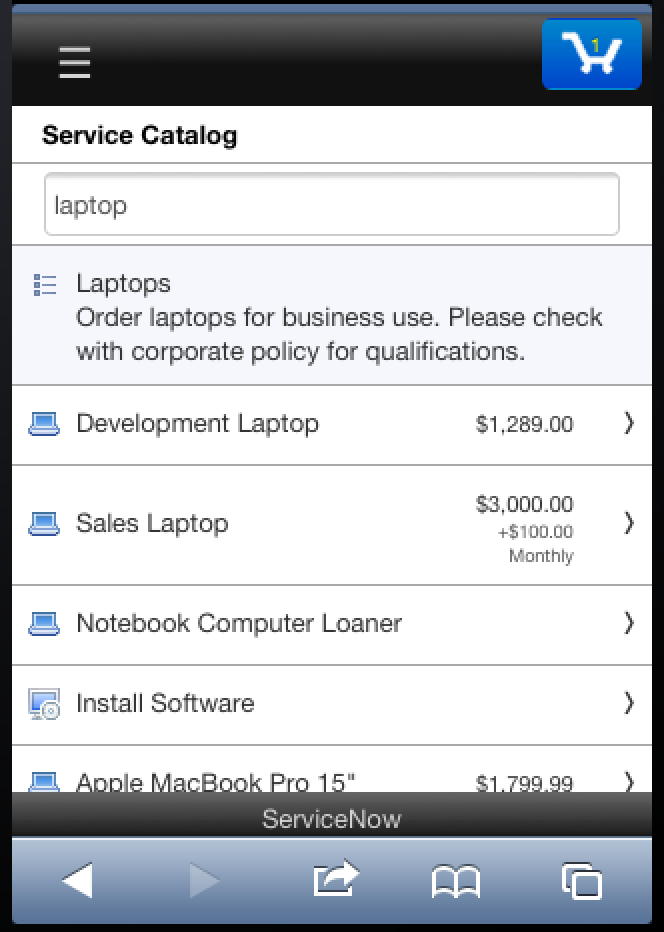 1
Service Catalog
laptop
Laptops
Order laptops for business use. Please check
with corporate policy for qualifications.
Development Laptop $1,289.00
Sales Laptop $3,000.00
+$100.00
Monthly
Notebook Computer Loaner
Install Software
Apple MacBook Pro 15" $1,799.99
ServiceNow